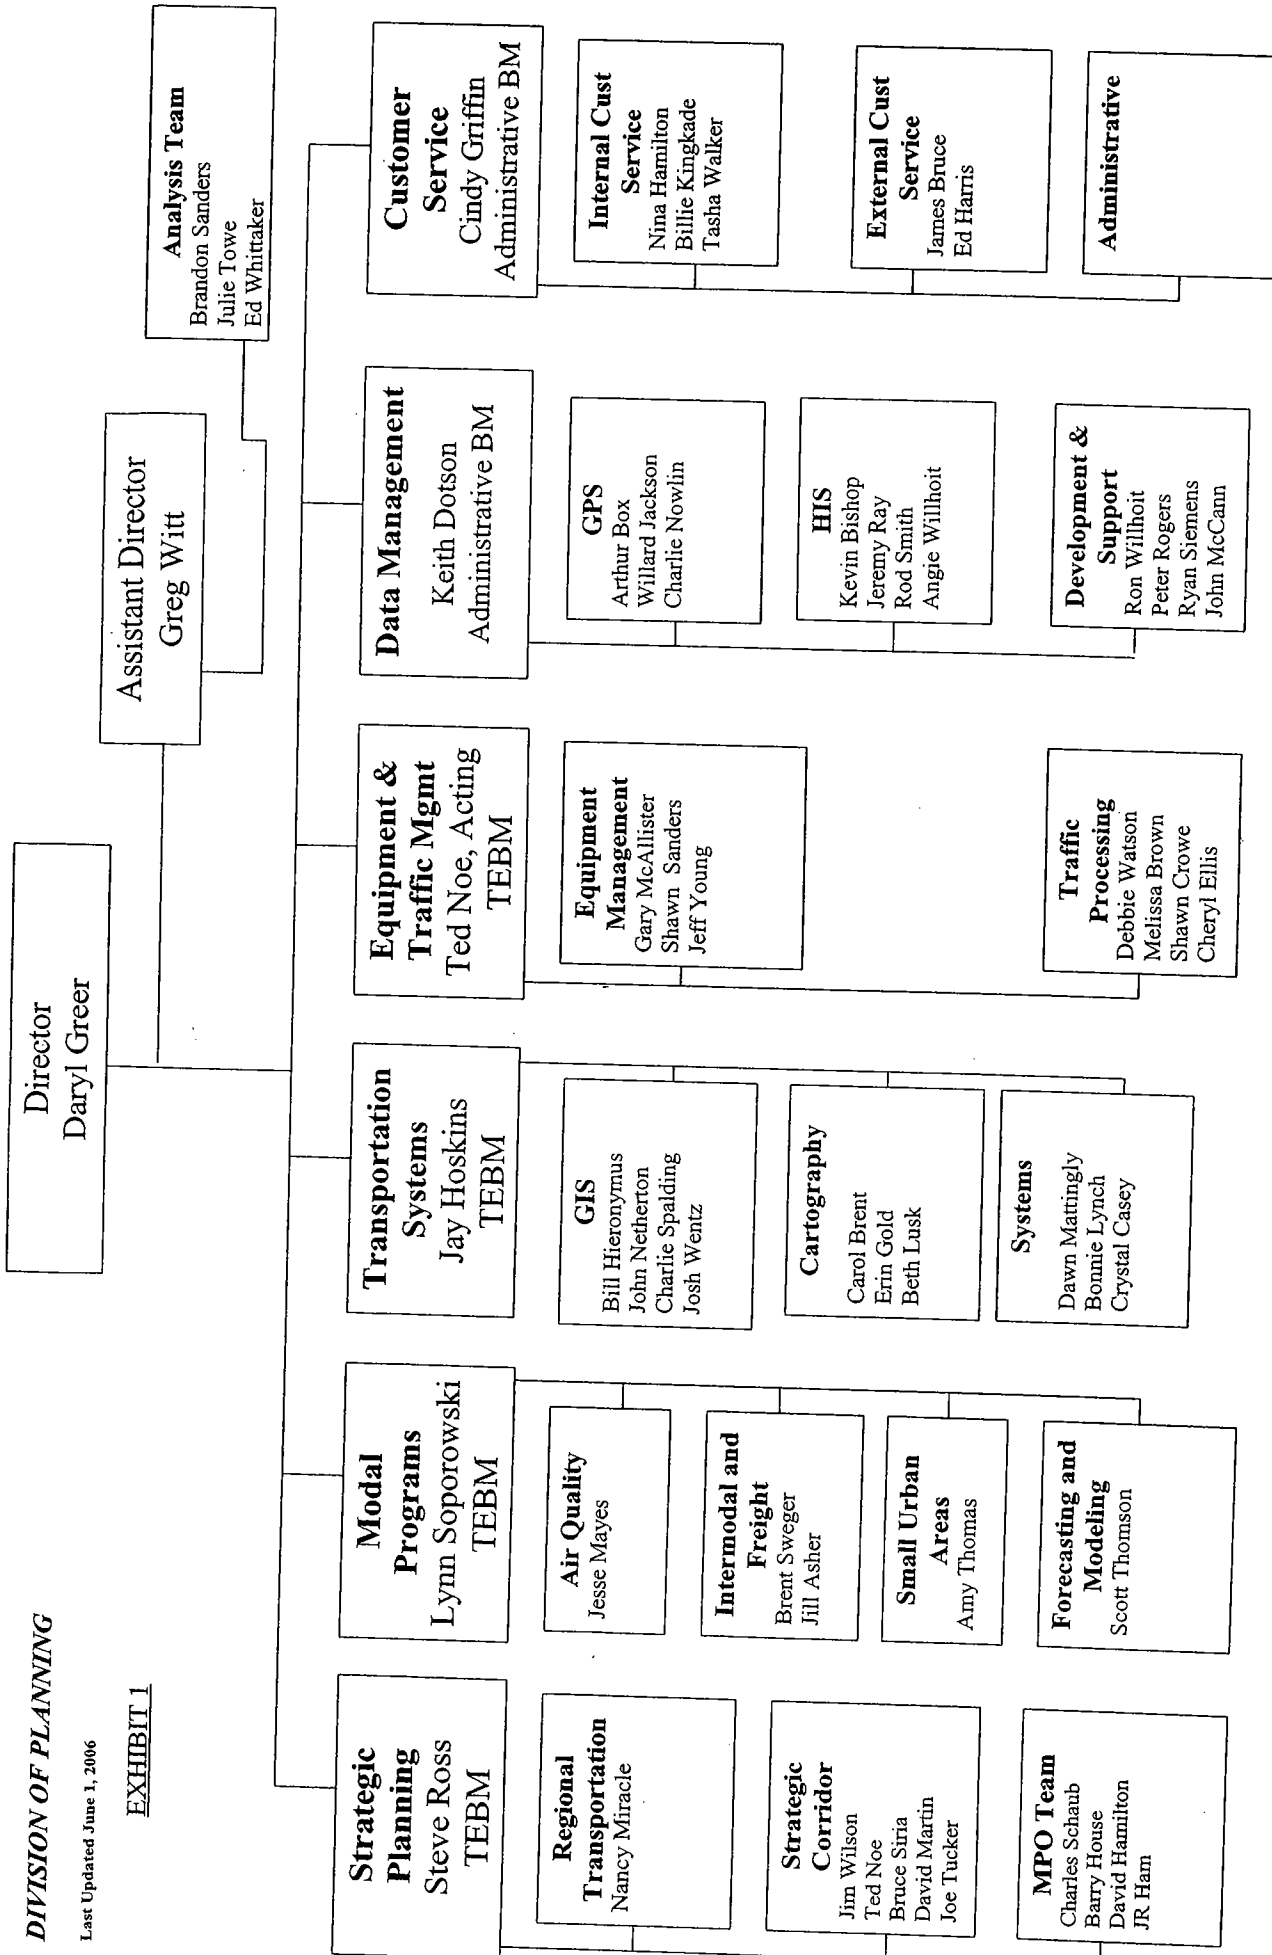 DIVISION OF PLANNING
Last Updated June 1, 2006
EXHIBIT 1
Director
Daryl Greer
Assistant Director
Greg Witt
Analysis Team
Brandon Sanders
Julie Towe
Ed Whittaker
Strategic
Planning
Steve Ross
TEBM
Regional
Transportation
Nancy Miracle
Strategic
Corridor
Jim Wilson
Ted Noe
Bruce Siria
David Martin
Joe Tucker
MPO Team
Charles Schaub
Barry House
David Hamilton
JR Ham
Modal
Programs
Lynn Soporowski
TEBM
Air Quality
Jesse Mayes
Intermodal and
Freight
Brent Sweger
Jill Asher
Small Urban
Areas
Amy Thomas
Forecasting and
Modeling
Scott Thomson
Transportation
Systems
Jay Hoskins
TEBM
GIS
Bill Hieronymus
John Netherton
Charlie Spalding
Josh Wentz
Cartography
Carol Brent
Erin Gold
Beth Lusk
Systems
Dawn Mattingly
Bonnie Lynch
Crystal Casey
Equipment &
Traffic Mgmt
Ted Noe, Acting
TEBM
Equipment
Management
Gary McAllister
Shawn Sanders
Jeff Young
Traffic
Processing
Debbie Watson
Melissa Brown
Shawn Crowe
Cheryl Ellis
Data Management
Keith Dotson
Administrative BM
GPS
Arthur Box
Willard Jackson
Charlie Nowlin
HIS
Kevin Bishop
Jeremy Ray
Rod Smith
Angie Willhoit
Development &
Support
Ron Willhoit
Peter Rogers
Ryan Siemens
John McCann
Customer
Service
Cindy Griffin
Administrative BM
Internal Cust
Service
Nina Hamilton
Billie Kingkade
Tasha Walker
External Cust
Service
James Bruce
Ed Harris
Administrative